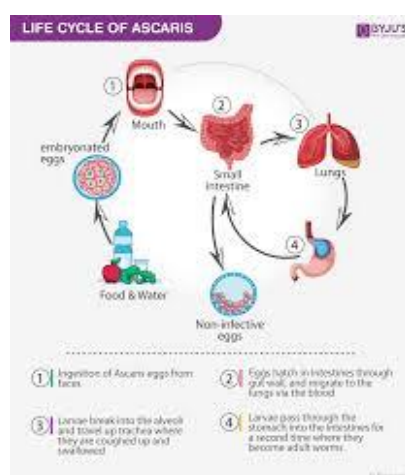 LIFE CYCLE OF ASCARIS
BYJU'S
1
Mouth
2
Small
intestine
3
Lungs
embryonated
eggs
4
Food & Water
Non-infective
eggs
1
Ingestion of Ascaris eggs from
faces
2
Eggs hatch in Intestines through
gut wall, and migrate to the
lungs via the blood
3
Larvae break into the alveoli
and travel up trachea where
they are coughed up and
swallowed
4
Larvae pass through the
stomach into the Intestines for
a second time where they
become adult worms.